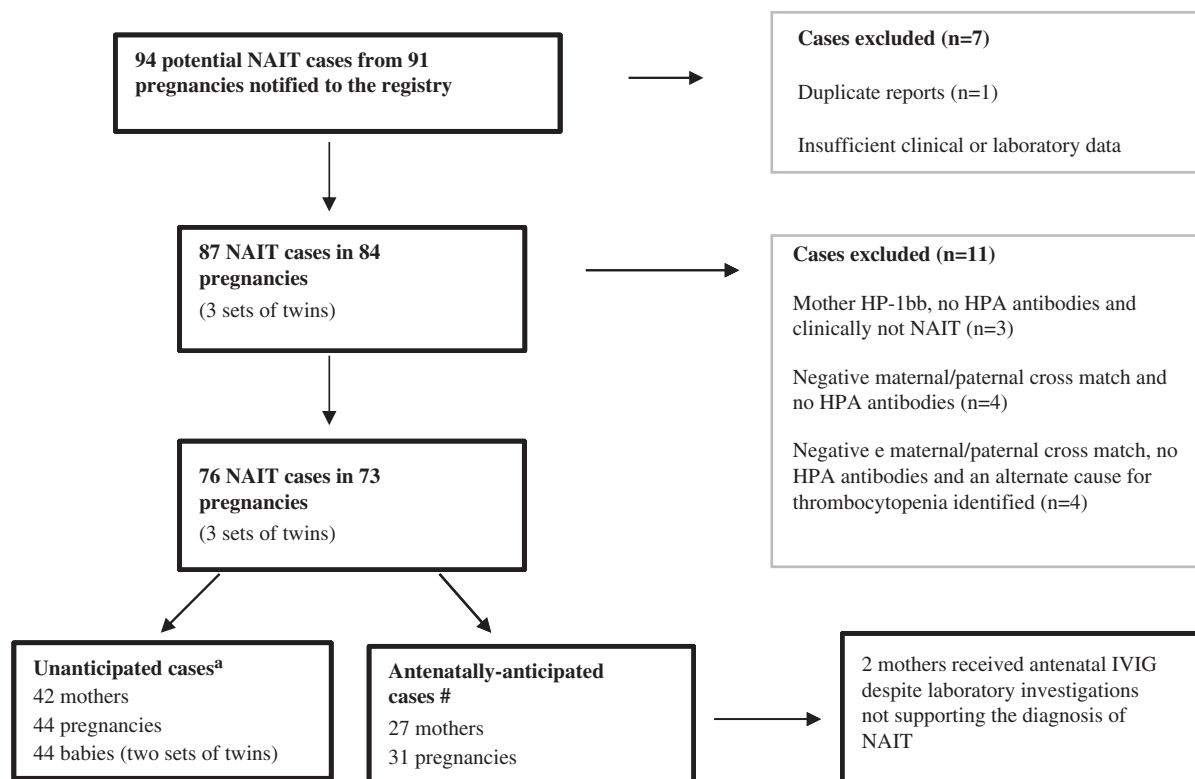 94 potential NAIT cases from 91
pregnancies notified to the registry
Cases excluded (n=7)
Duplicate reports (n=1)
Insufficient clinical or laboratory data
87 NAIT cases in 84
pregnancies
(3 sets of twins)
Cases excluded (n=11)
Mother HP-1bb, no HPA antibodies and
clinically not NAIT (n=3)
Negative maternal/paternal cross match and
no HPA antibodies (n=4)
Negative e maternal/paternal cross match, no
HPA antibodies and an alternate cause for
thrombocytopenia identified (n=4)
76 NAIT cases in 73
pregnancies
(3 sets of twins)
Unanticipated casesᵃ
42 mothers
44 pregnancies
44 babies (two sets of twins)
Antenatally-anticipated
cases #
27 mothers
31 pregnancies
2 mothers received antenatal IVIG
despite laboratory investigations
not supporting the diagnosis of
NAIT